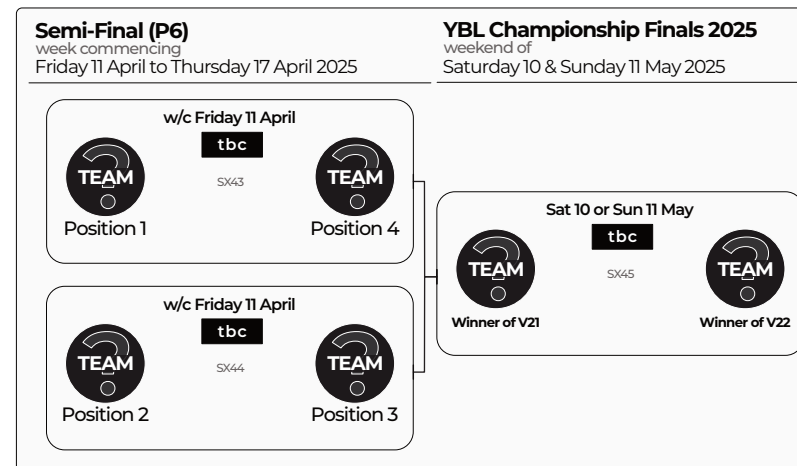 Semi-Final (P6)
week commencing
Friday 11 April to Thursday 17 April 2025
YBL Championship Finals 2025
weekend of
Saturday 10 & Sunday 11 May 2025
w/c Friday 11 April
tbc
SX43
?
TEAM
Position 1
?
TEAM
Position 4
w/c Friday 11 April
tbc
SX44
?
TEAM
Position 2
?
TEAM
Position 3
Sat 10 or Sun 11 May
tbc
SX45
?
TEAM
Winner of V21
?
TEAM
Winner of V22